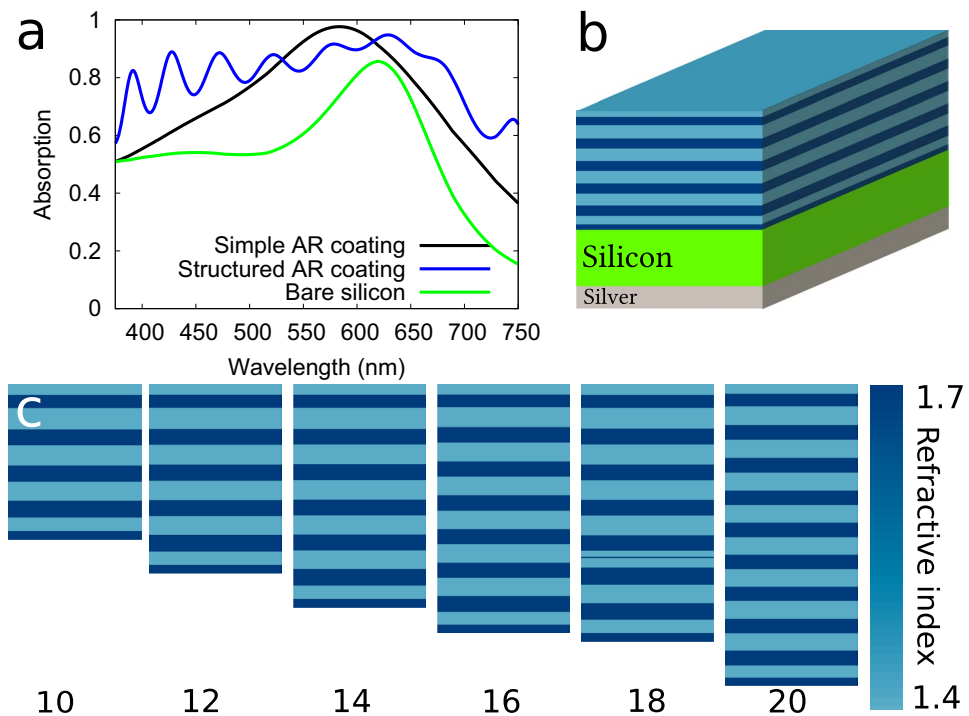 a
1
0.8
0.6
0.4
0.2
0
Absorption
Simple AR coating
Structured AR coating
Bare silicon
400 450 500 550 600 650 700 750
Wavelength (nm)
b
Silicon
Silver
c
10 12 14 16 18 20
1.7
Refractive index
1.4